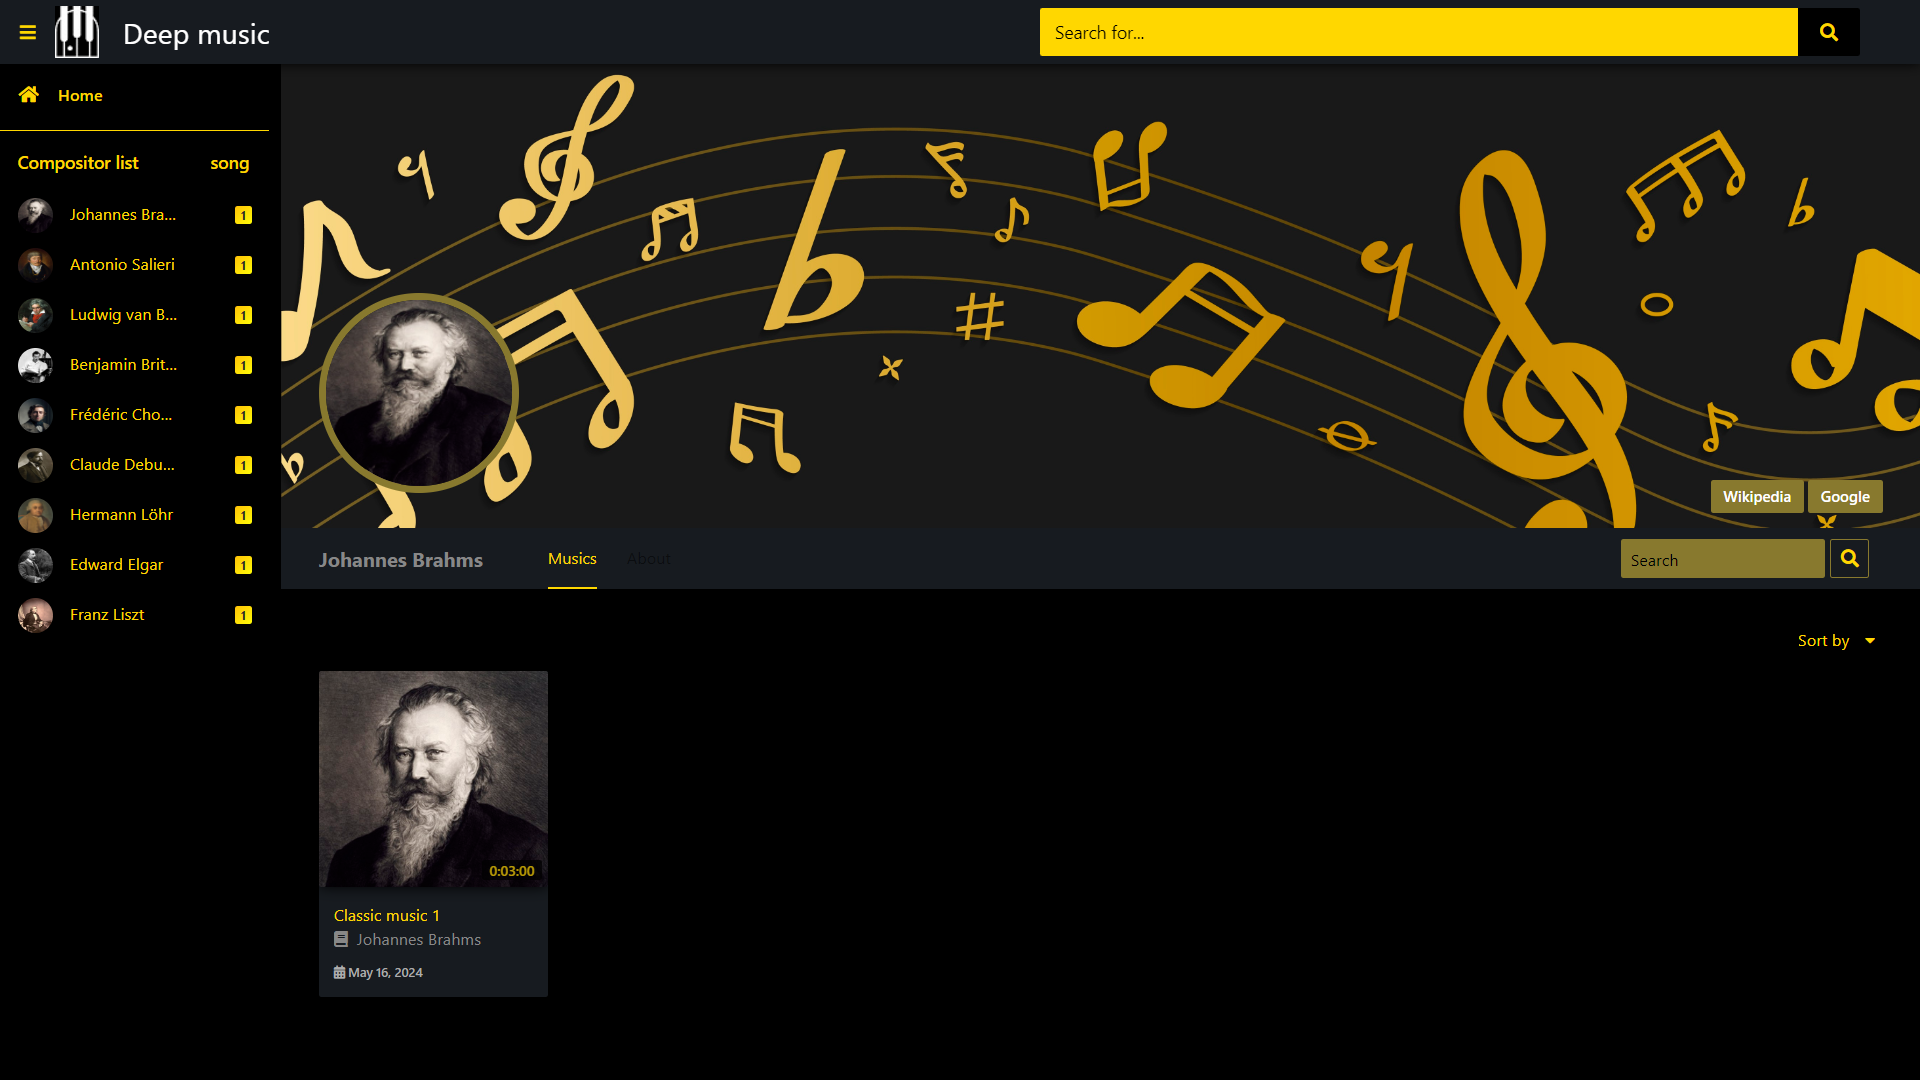 Deep music
Search for...
Home
Compositor list song
Johannes Bra... 1
Antonio Salieri 1
Ludwig van B... 1
Benjamin Brit... 1
Frédéric Cho... 1
Claude Debu... 1
Hermann Löhr 1
Edward Elgar 1
Franz Liszt 1
Wikipedia Google
Johannes Brahms Musics About Search
Sort by
0:03:00
Classic music 1
Johannes Brahms
May 16, 2024